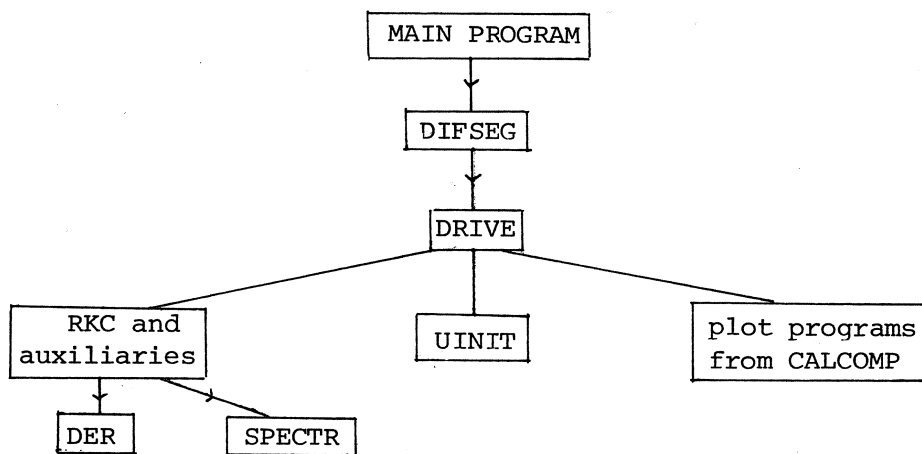 MAIN PROGRAM
DIFSEG
DRIVE
RKC and
auxiliaries
UINIT
plot programs
from CALCOMP
DER
SPECTR